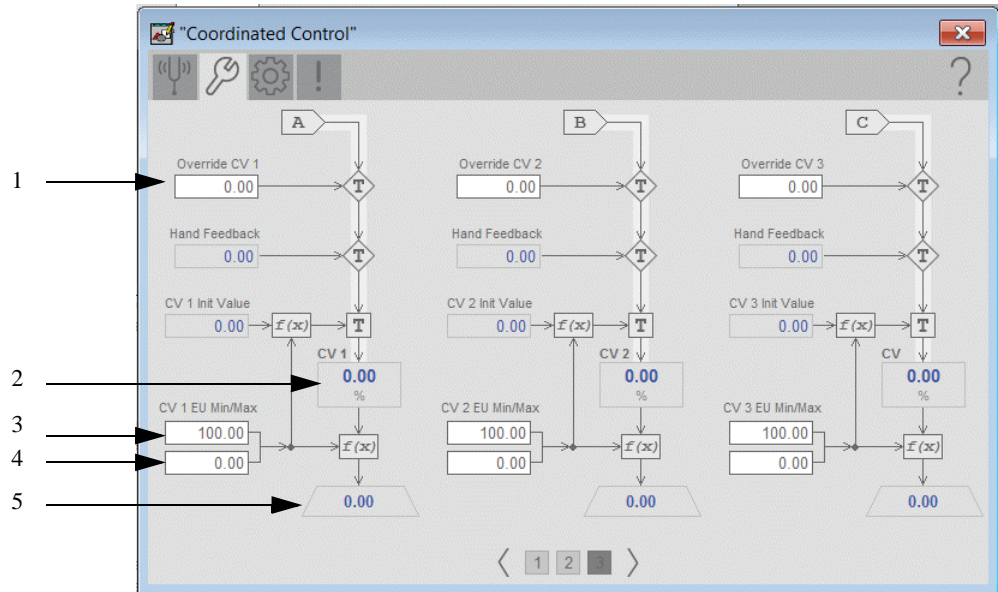 "Coordinated Control"
A B C
Override CV 1 Override CV 2 Override CV 3
1 0.00 T 0.00 T 0.00 T
Hand Feedback Hand Feedback Hand Feedback
0.00 T 0.00 T 0.00 T
CV 1 Init Value CV 2 Init Value CV 3 Init Value
0.00 f(x) T 0.00 f(x) T 0.00 f(x) T
CV 1 CV 2 CV
2 0.00 0.00 0.00
% % %
CV 1 EU Min/Max CV 2 EU Min/Max CV 3 EU Min/Max
3 100.00 100.00 100.00
f(x) f(x) f(x)
4 0.00 0.00 0.00
5 0.00 0.00 0.00
1 2 3